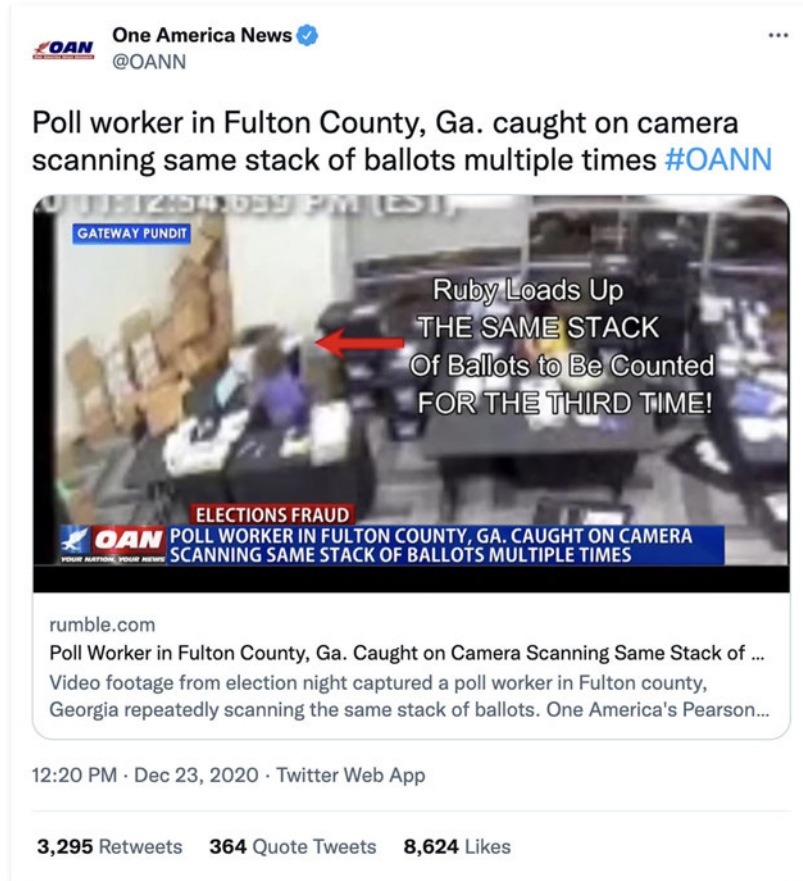 OAN
One America News
@OANN
Poll worker in Fulton County, Ga. caught on camera
scanning same stack of ballots multiple times #OANN
11:12:54.659 PM (EST)
GATEWAY PUNDIT
Ruby Loads Up
THE SAME STACK
Of Ballots to Be Counted
FOR THE THIRD TIME!
ELECTIONS FRAUD
OAN
YOUR NATION, YOUR NEWS
POLL WORKER IN FULTON COUNTY, GA. CAUGHT ON CAMERA
SCANNING SAME STACK OF BALLOTS MULTIPLE TIMES
rumble.com
Poll Worker in Fulton County, Ga. Caught on Camera Scanning Same Stack of ...
Video footage from election night captured a poll worker in Fulton county,
Georgia repeatedly scanning the same stack of ballots. One America's Pearson...
12:20 PM · Dec 23, 2020 · Twitter Web App
3,295 Retweets 364 Quote Tweets 8,624 Likes